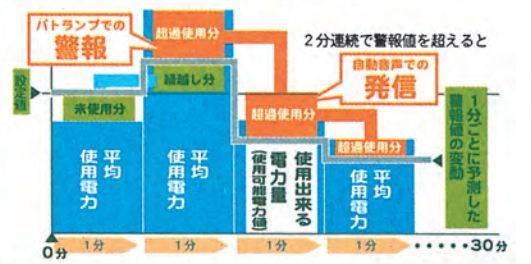 パトランプでの
警報
超過使用分
2分連続で警報値を超えると
自動音声での
発信
設定値
未使用分
繰越し分
超過使用分
超過使用分
平均
使用電力
平均
使用電力
使用出来る
電力量
(使用可能電力値)
平均
使用電力
1分ごとに予測した
警報値の変動
0分
1分
1分
1分
1分
30分